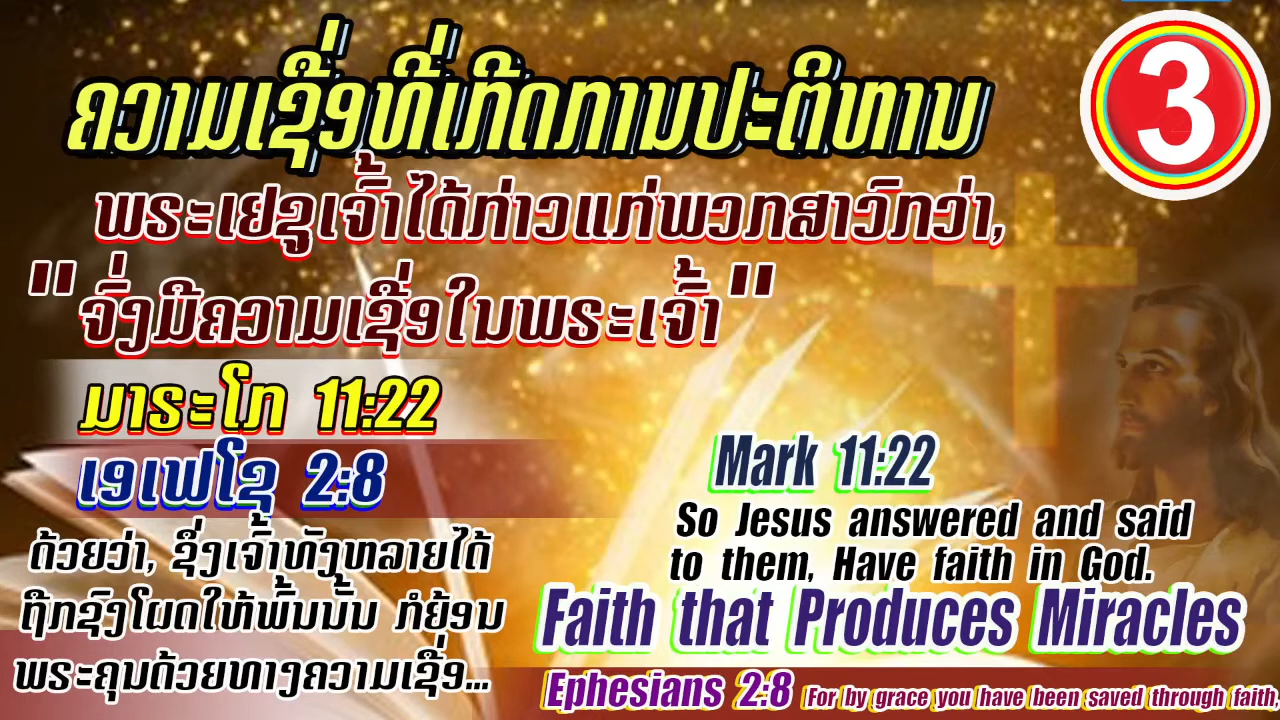 ຄວາມເຊື່ອທີ່ເກີດການປະຕິຫານ
3
ພຣະເຢຊູເຈົ້າໄດ້ກ່າວແກ່ພວກສາວົກວ່າ,
"ຈົ່ງມີຄວາມເຊື່ອໃນພຣະເຈົ້າ"
ມາຣະໂກ 11:22
ເອເຟໂຊ 2:8
ດ້ວຍວ່າ, ຊຶ່ງເຈົ້າທັງຫລາຍໄດ້
ຖືກຊົງໂຜດໃຫ້ພົ້ນນັ້ນ ກໍຍ້ອນ
ພຣະຄຸນດ້ວຍທາງຄວາມເຊື່ອ...
Mark 11:22
So Jesus answered and said
to them, Have faith in God.
Faith that Produces Miracles
Ephesians 2:8 For by grace you have been saved through faith,